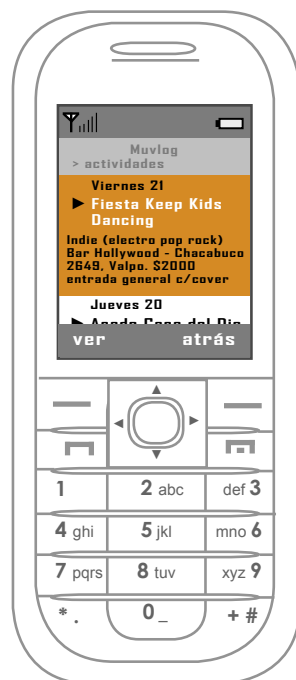 Muvlog
> actividades
Viernes 21
Fiesta Keep Kids
Dancing
Indie (electro pop rock)
Bar Hollywood - Chacabuco
2649, Valpo. $2000
entrada general c/cover
Jueves 20
ver atrás
1 2 abc def 3
4 ghi 5 jkl mno 6
7 pqrs 8 tuv xyz 9
* . 0 _ + #